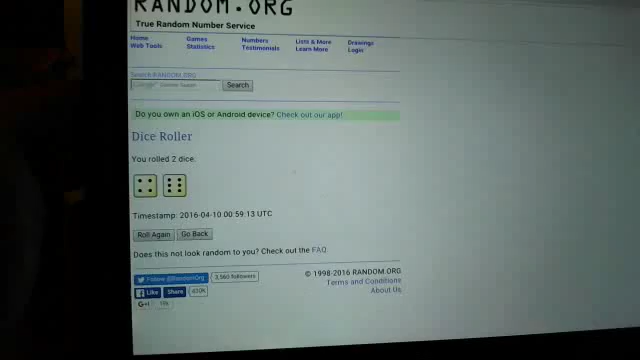 RANDOM.ORG
True Random Number Service
Home Games Numbers Lists & More Drawings
Web Tools Statistics Testimonials Learn More Login
Search RANDOM.ORG
Google Custom Search Search
Do you own an iOS or Android device? Check out our app!
Dice Roller
You rolled 2 dice:
Timestamp: 2016-04-10 00:59:13 UTC
Roll Again Go Back
Does this not look random to you? Check out the FAQ.
Follow @RandomOrg 3,560 followers
© 1998-2016 RANDOM.ORG
Like Share
Terms and Conditions
About Us
G+1